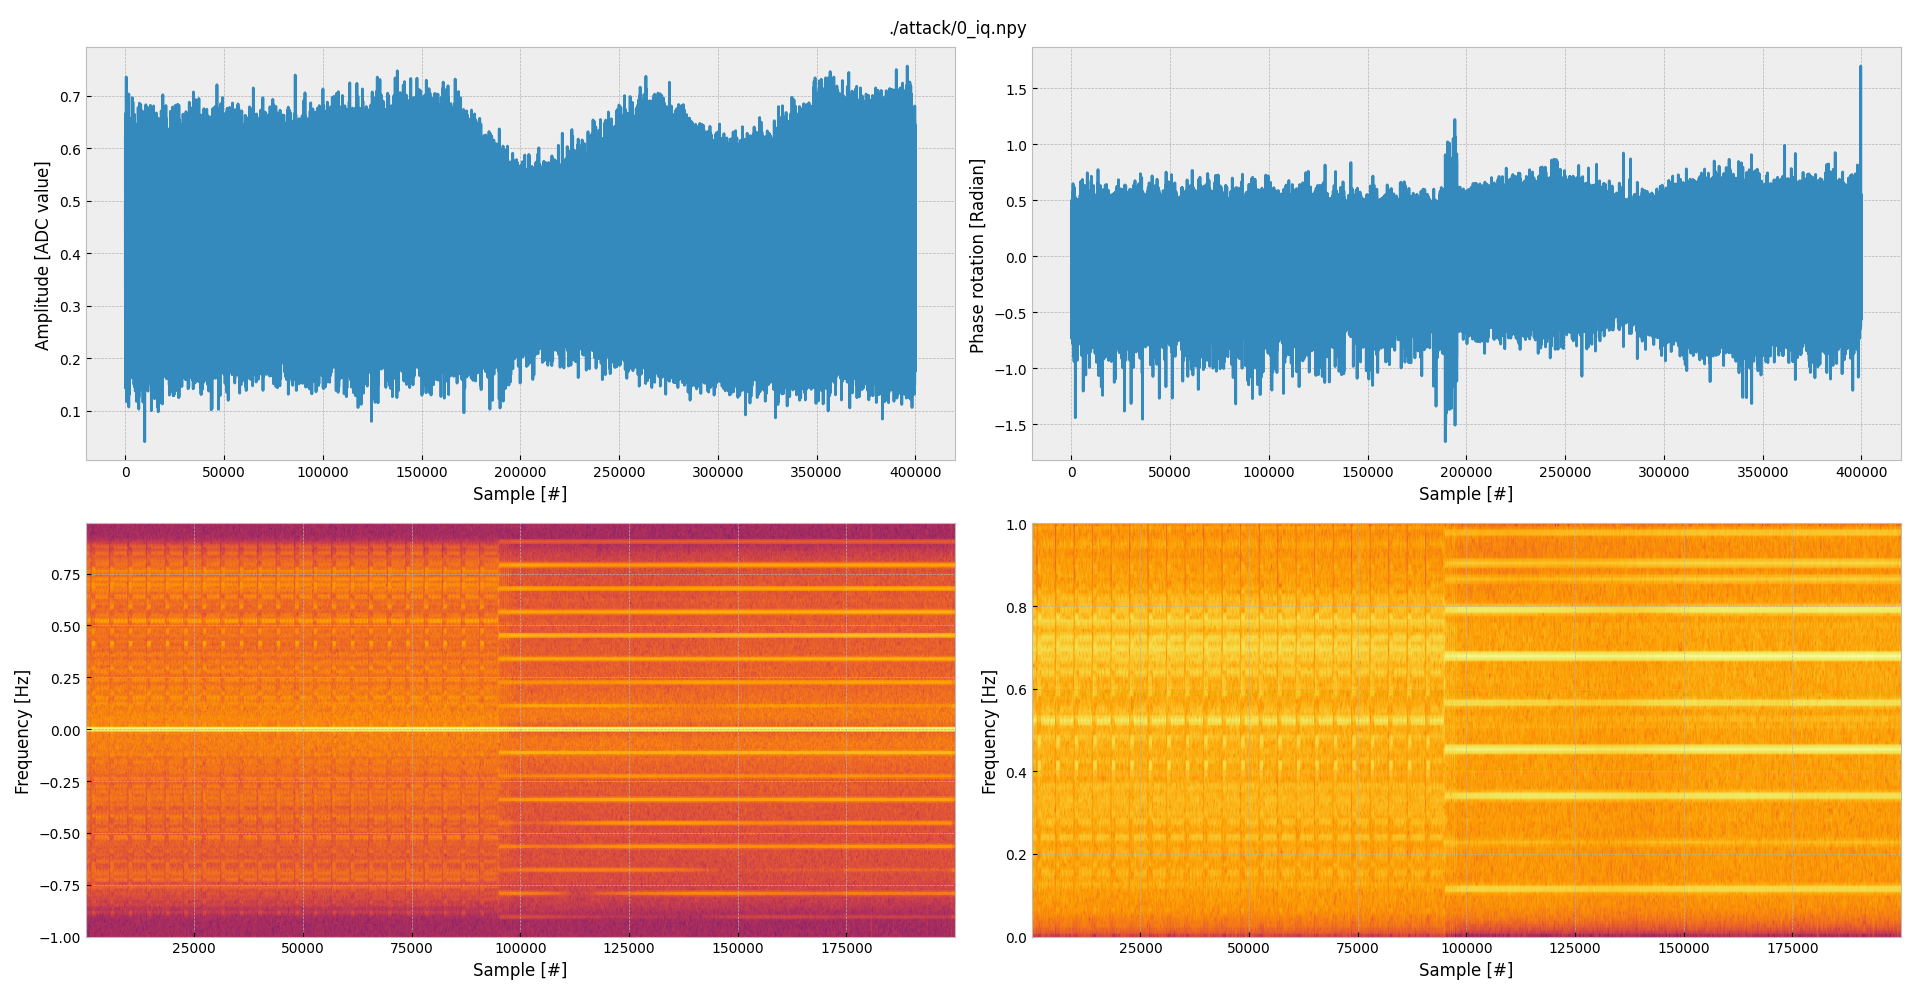 ./attack/0_iq.npy
Amplitude [ADC value]
0.7
0.6
0.5
0.4
0.3
0.2
0.1
0 50000 100000 150000 200000 250000 300000 350000 400000
Sample [#]
Phase rotation [Radian]
1.5
1.0
0.5
0.0
−0.5
−1.0
−1.5
0 50000 100000 150000 200000 250000 300000 350000 400000
Sample [#]
Frequency [Hz]
0.75
0.50
0.25
0.00
−0.25
−0.50
−0.75
−1.00
25000 50000 75000 100000 125000 150000 175000
Sample [#]
Frequency [Hz]
1.0
0.8
0.6
0.4
0.2
0.0
25000 50000 75000 100000 125000 150000 175000
Sample [#]